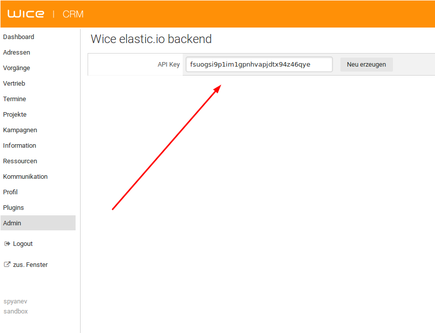 wice | CRM
Dashboard
Adressen
Vorgänge
Vertrieb
Termine
Projekte
Kampagnen
Information
Ressourcen
Kommunikation
Profil
Plugins
Admin
Logout
zus. Fenster
spyanev
sandbox
Wice elastic.io backend
API Key fsuogsi9p1im1gpnhvapjdtx94z46qye Neu erzeugen